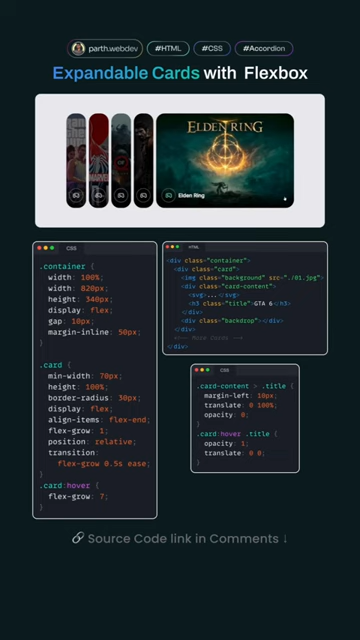 parth.webdev #HTML #CSS #Accordion
Expandable Cards with Flexbox
ELDEN RING
Elden Ring
CSS
.container {
width: 100%;
width: 820px;
height: 340px;
display: flex;
gap: 10px;
margin-inline: 50px;
}
.card {
min-width: 70px;
height: 100%;
border-radius: 30px;
display: flex;
align-items: flex-end;
flex-grow: 1;
position: relative;
transition:
flex-grow 0.5s ease;
}
.card:hover {
flex-grow: 7;
}
HTML
<div class="container">
<div class="card">
<img class="background" src="./01.jpg">
<div class="card-content">
<svg>...</svg>
<h3 class="title">GTA 6</h3>
</div>
<div class="backdrop"></div>
</div>
<!-- More Cards -->
</div>
CSS
.card-content > .title {
margin-left: 10px;
translate: 0 100%;
opacity: 0;
}
.card:hover .title {
opacity: 1;
translate: 0 0;
}
Source Code link in Comments ↓